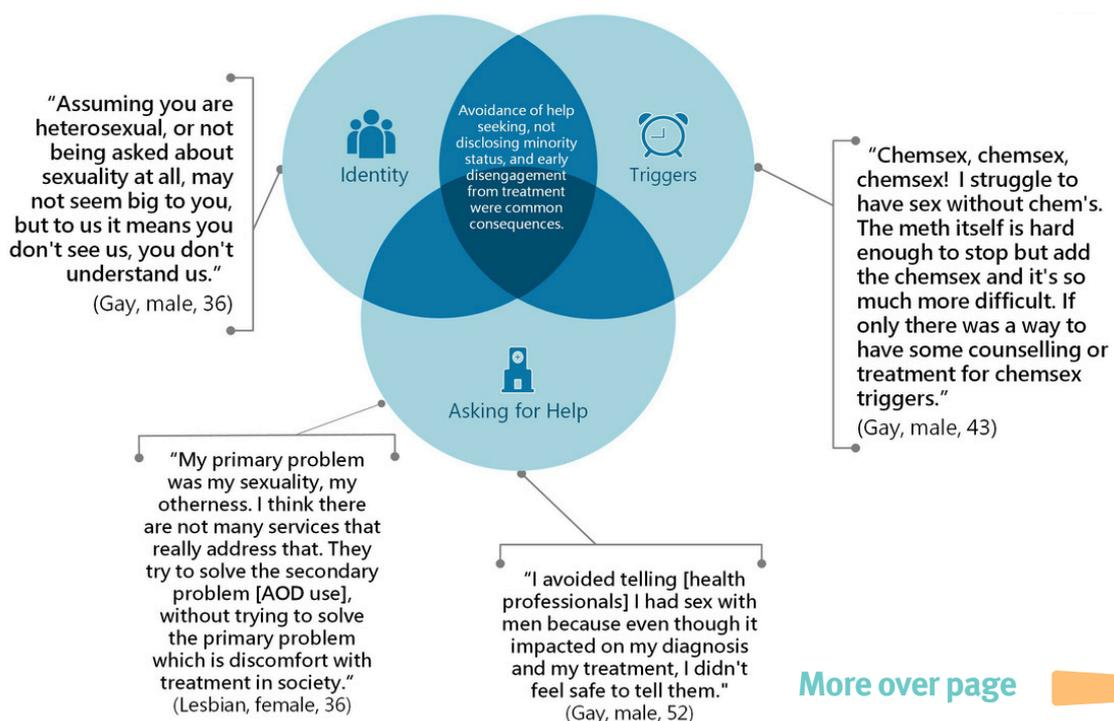 “Assuming you are
heterosexual, or not
being asked about
sexuality at all, may
not seem big to you,
but to us it means you
don't see us, you don't
understand us.”
(Gay, male, 36)
Identity
Avoidance of help
seeking, not
disclosing minority
status, and early
disengagement
from treatment
were common
consequences.
Triggers
“Chemsex, chemsex,
chemsex! I struggle to
have sex without chem's.
The meth itself is hard
enough to stop but add
the chemsex and it's so
much more difficult. If
only there was a way to
have some counselling or
treatment for chemsex
triggers.”
(Gay, male, 43)
Asking for Help
“My primary problem
was my sexuality, my
otherness. I think there
are not many services that
really address that. They
try to solve the secondary
problem [AOD use],
without trying to solve
the primary problem
which is discomfort with
treatment in society.”
(Lesbian, female, 36)
“I avoided telling [health
professionals] I had sex with
men because even though it
impacted on my diagnosis
and my treatment, I didn't
feel safe to tell them."
(Gay, male, 52)
More over page